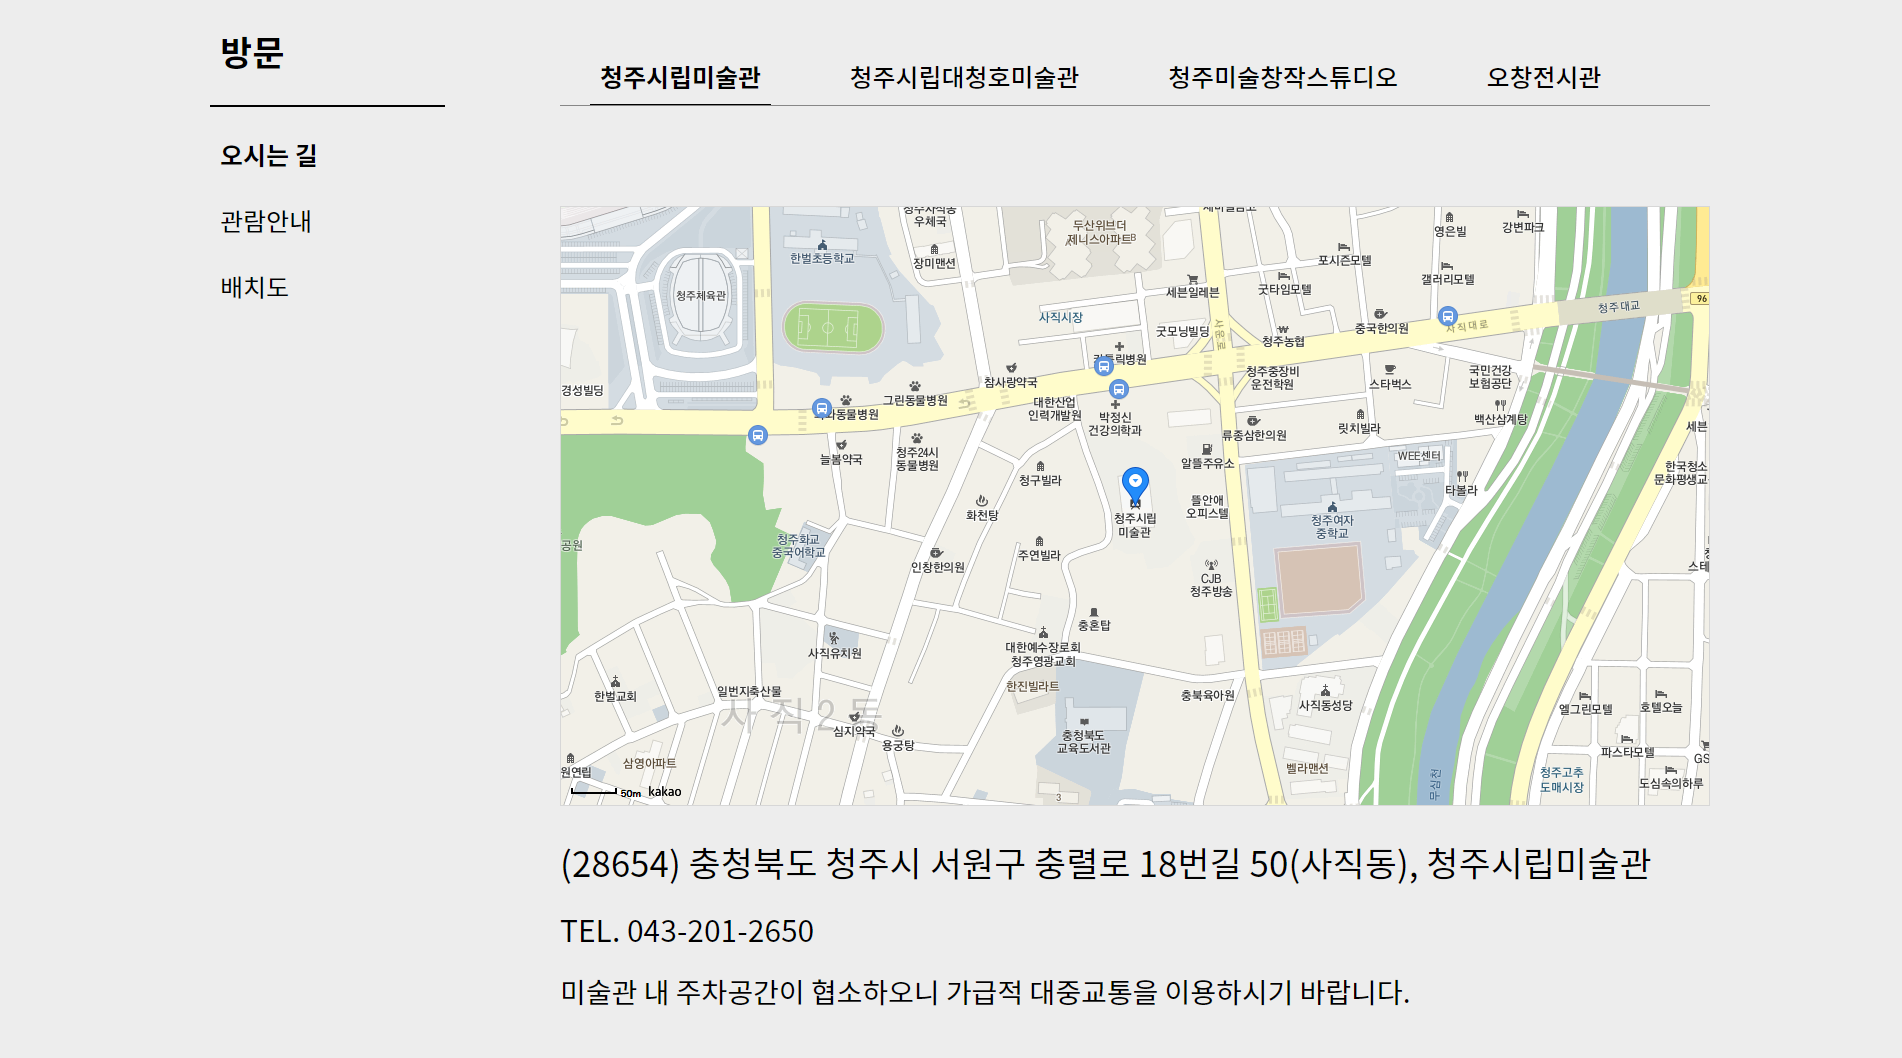 방문
오시는 길
관람안내
배치도
청주시립미술관
청주시립대청호미술관
청주미술창작스튜디오
오창전시관
우체국
두산위브더
제니스아파트
영은빌
강변파크
한벌초등학교
장미맨션
포시즌모텔
갤러리모텔
청주체육관
세븐일레븐
굿타임모텔
96
청주대교
사직시장
굿모닝빌딩
사운로
청주농협
중국한의원
사직대로
경성빌딩
참사랑약국
청주중장비
운전학원
스타벅스
국민건강
보험공단
그린동물병원
대한산업
인력개발원
박정신
건강의학과
류종삼한의원
릿치빌라
백산삼계탕
세븐
늘봄약국
청주24시
동물병원
청구빌라
알뜰주유소
WEE센터
한국청소
문화평생교
타볼라
화천탕
청주시립
미술관
뜰안애
오피스텔
청주여자
중학교
공원
청주화교
중국어학교
인창한의원
주연빌라
CJB
청주방송
스테
충혼탑
사직유치원
대한예수장로회
청주영광교회
한벌교회
일번지축산물
한진빌라트
충북육아원
사직동성당
엘그린모텔
호텔오늘
사직2동
심지약국
용궁탕
충청북도
교육도서관
파스타모텔
GS
원연립
삼영아파트
벨라맨션
무심천
청주고추
도매시장
도심속의하루
50m kakao
3
(28654) 충청북도 청주시 서원구 충렬로 18번길 50(사직동), 청주시립미술관
TEL. 043-201-2650
미술관 내 주차공간이 협소하오니 가급적 대중교통을 이용하시기 바랍니다.